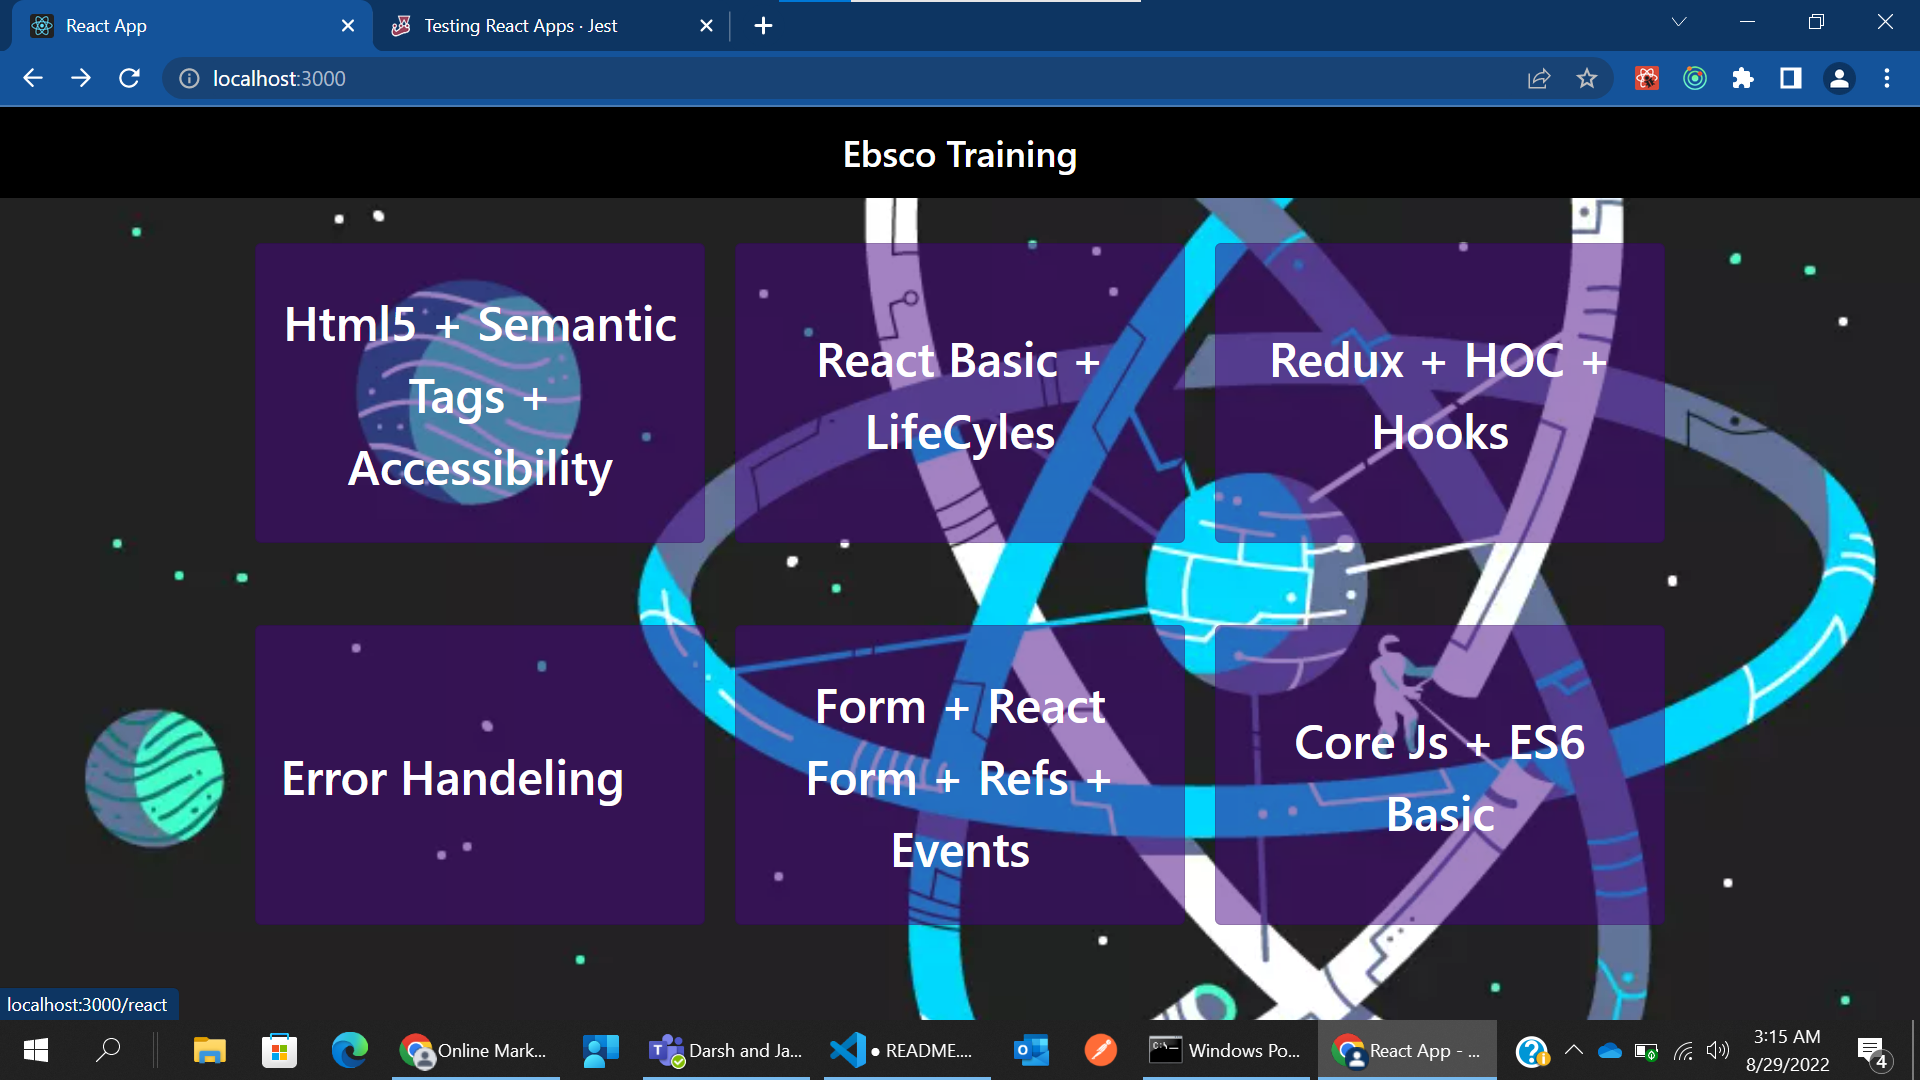 React App
Testing React Apps · Jest
localhost:3000
Ebsco Training
Html5 + Semantic
Tags +
Accessibility
React Basic +
LifeCyles
Redux + HOC +
Hooks
Error Handeling
Form + React
Form + Refs +
Events
Core Js + ES6
Basic
localhost:3000/react
Online Mark...
Darsh and Ja...
● README....
Windows Po...
React App - ...
3:15 AM
8/29/2022
4